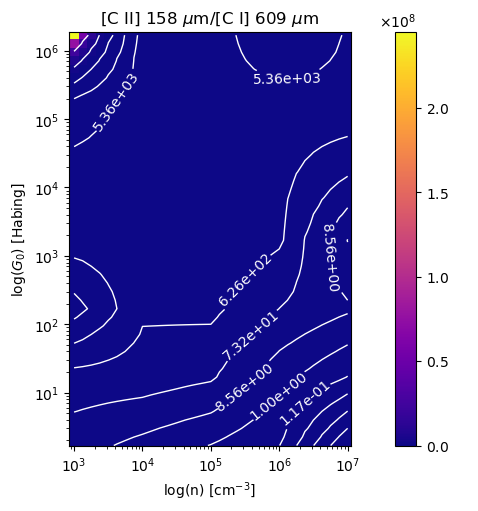 [C II] 158 μm/[C I] 609 μm
×10⁸
10⁶
10⁵
10⁴
10³
10²
10¹
log(G₀) [Habing]
5.36e+03
5.36e+03
8.56e+00
6.26e+02
7.32e+01
8.56e+00
1.00e+00
1.17e-01
10³
10⁴
10⁵
10⁶
10⁷
log(n) [cm⁻³]
2.0
1.5
1.0
0.5
0.0